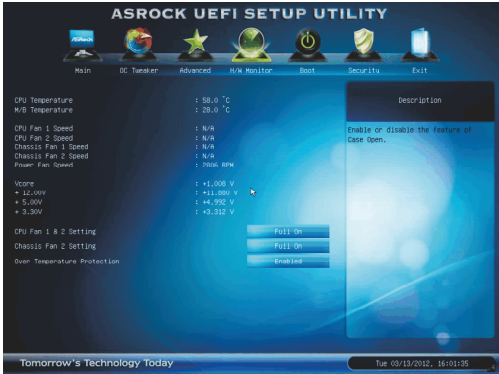 ASROCK UEFI SETUP UTILITY
ASRock
Main OC Tweaker Advanced H/W Monitor Boot Security Exit
CPU Temperature : 58.0 °C
M/B Temperature : 28.0 °C
CPU Fan 1 Speed : N/A
CPU Fan 2 Speed : N/A
Chassis Fan 1 Speed : N/A
Chassis Fan 2 Speed : N/A
Power Fan Speed : 2006 RPM
Vcore : +1.008 V
+ 12.00V : +11.880 V
+ 5.00V : +4.992 V
+ 3.30V : +3.312 V
CPU Fan 1 & 2 Setting Full On
Chassis Fan 2 Setting Full On
Over Temperature Protection Enabled
Description
Enable or disable the feature of
Case Open.
Tomorrow's Technology Today
Tue 03/13/2012, 16:01:35